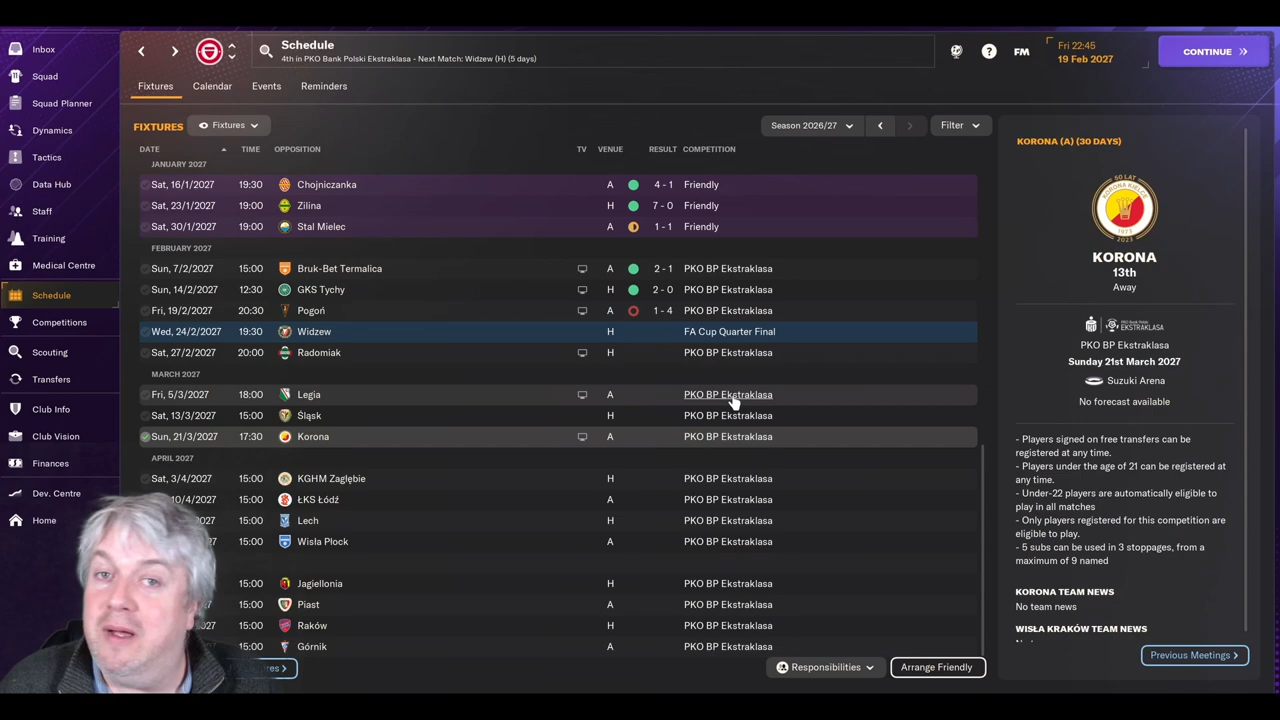 Inbox
Squad
Squad Planner
Dynamics
Tactics
Data Hub
Staff
Training
Medical Centre
Schedule
Competitions
Scouting
Transfers
Club Info
Club Vision
Finances
Dev. Centre
Home
Schedule
4th in PKO Bank Polski Ekstraklasa - Next Match: Widzew (H) (5 days)
FM
Fri 22:45
19 Feb 2027
CONTINUE
Fixtures Calendar Events Reminders
FIXTURES Fixtures Season 2026/27 Filter
DATE TIME OPPOSITION TV VENUE RESULT COMPETITION
JANUARY 2027
Sat, 16/1/2027 19:30 Chojniczanka A 4 - 1 Friendly
Sat, 23/1/2027 19:00 Zilina H 7 - 0 Friendly
Sat, 30/1/2027 19:00 Stal Mielec A 1 - 1 Friendly
FEBRUARY 2027
Sun, 7/2/2027 15:00 Bruk-Bet Termalica A 2 - 1 PKO BP Ekstraklasa
Sun, 14/2/2027 12:30 GKS Tychy H 2 - 0 PKO BP Ekstraklasa
Fri, 19/2/2027 20:30 Pogoń A 1 - 4 PKO BP Ekstraklasa
Wed, 24/2/2027 19:30 Widzew H FA Cup Quarter Final
Sat, 27/2/2027 20:00 Radomiak H PKO BP Ekstraklasa
MARCH 2027
Fri, 5/3/2027 18:00 Legia A PKO BP Ekstraklasa
Sat, 13/3/2027 15:00 Śląsk H PKO BP Ekstraklasa
Sun, 21/3/2027 17:30 Korona A PKO BP Ekstraklasa
APRIL 2027
Sat, 3/4/2027 15:00 KGHM Zagłębie H PKO BP Ekstraklasa
10/4/2027 15:00 ŁKS Łódź A PKO BP Ekstraklasa
4/2027 15:00 Lech H PKO BP Ekstraklasa
/2027 15:00 Wisła Płock A PKO BP Ekstraklasa
15:00 Jagiellonia H PKO BP Ekstraklasa
15:00 Piast A PKO BP Ekstraklasa
15:00 Raków H PKO BP Ekstraklasa
15:00 Górnik A PKO BP Ekstraklasa
Responsibilities Arrange Friendly
KORONA (A) (30 DAYS)
50 LAT
KORONA KIELCE
1973
2023
KORONA
13th
Away
PKO Bank Polski
EKSTRAKLASA
PKO BP Ekstraklasa
Sunday 21st March 2027
Suzuki Arena
No forecast available
- Players signed on free transfers can be
registered at any time.
- Players under the age of 21 can be registered at
any time.
- Under-22 players are automatically eligible to
play in all matches
- Only players registered for this competition are
eligible to play.
- 5 subs can be used in 3 stoppages, from a
maximum of 9 named
KORONA TEAM NEWS
No team news
WISŁA KRAKÓW TEAM NEWS
Previous Meetings